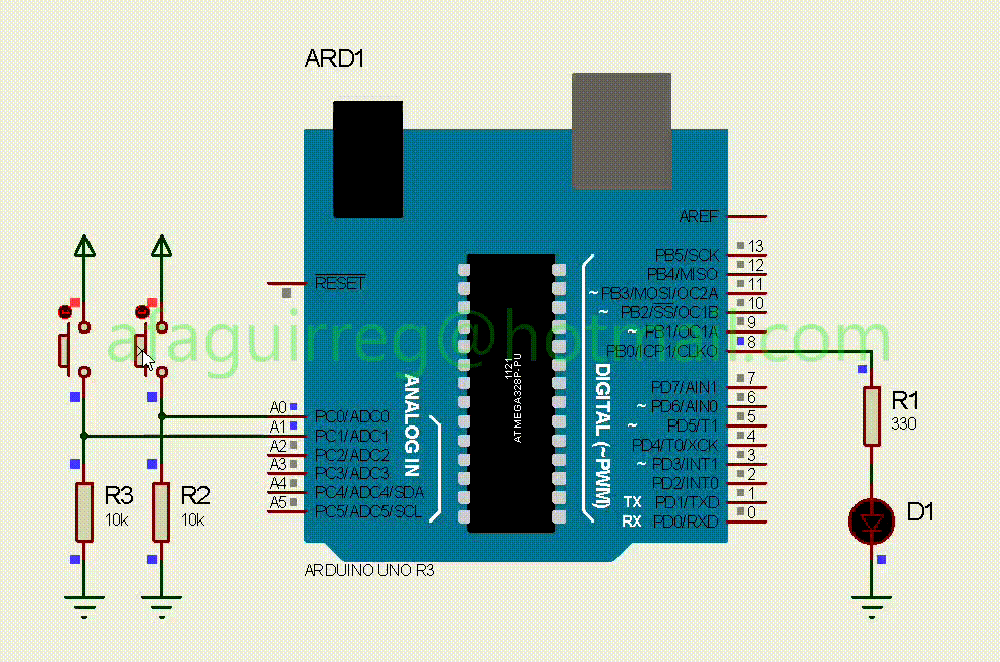 ARD1
AREF
RESET
PB5/SCK 13
PB4/MISO 12
~ PB3/MOSI/OC2A 11
~ PB2/SS/OC1B 10
~ PB1/OC1A 9
PB0/ICP1/CLKO 8
afaguirreg@hotmail.com
1121
ATMEGA328P-PU
ANALOG IN
DIGITAL (~PWM)
A0 PC0/ADC0
A1 PC1/ADC1
A2 PC2/ADC2
A3 PC3/ADC3
A4 PC4/ADC4/SDA
A5 PC5/ADC5/SCL
PD7/AIN1 7
~ PD6/AIN0 6
~ PD5/T1 5
PD4/T0/XCK 4
~ PD3/INT1 3
PD2/INT0 2
TX PD1/TXD 1
RX PD0/RXD 0
R1
330
R3
10k
R2
10k
D1
ARDUINO UNO R3